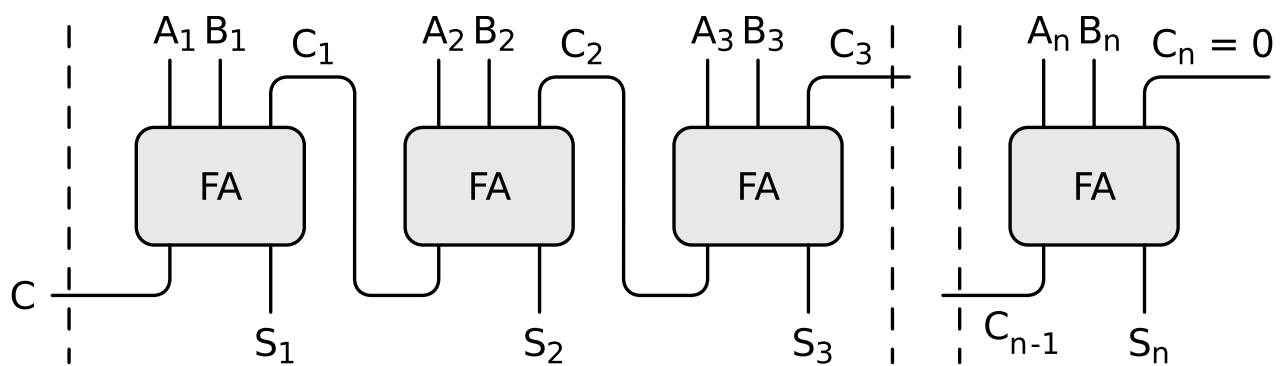 A₁ B₁ C₁ A₂ B₂ C₂ A₃ B₃ C₃ Aₙ Bₙ Cₙ = 0
FA FA FA FA
C
S₁ S₂ S₃ Cₙ₋₁ Sₙ